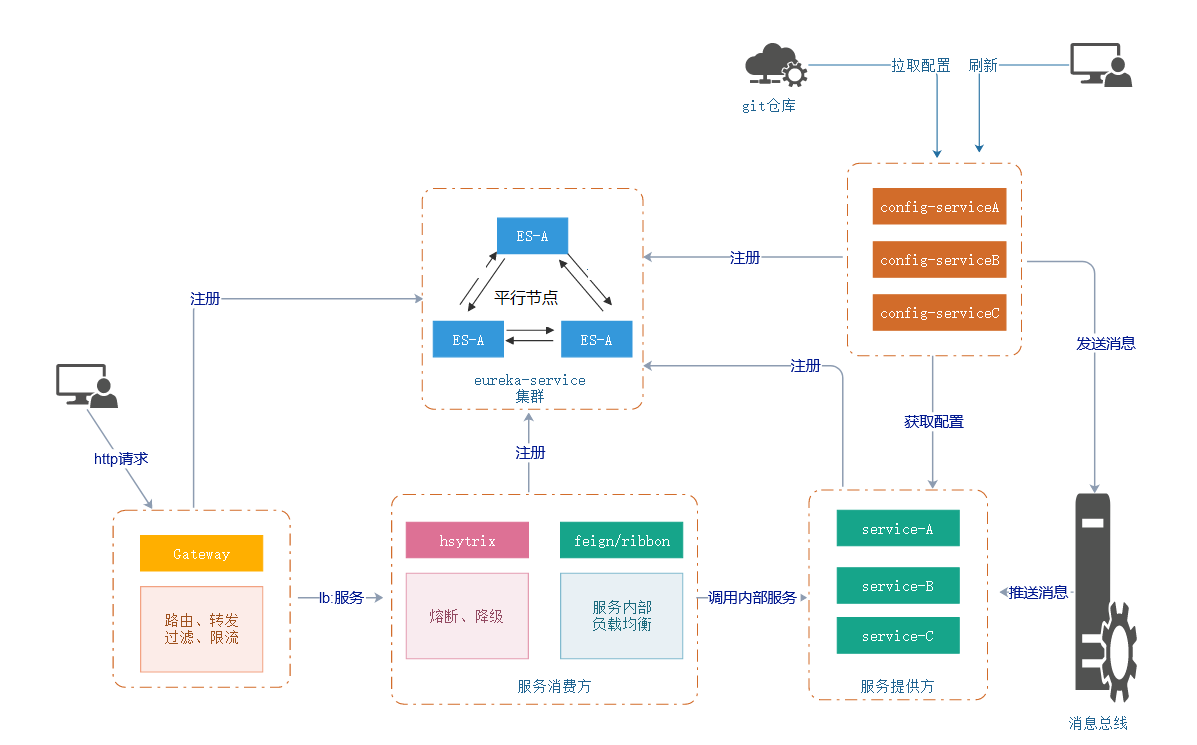 拉取配置
刷新
git仓库
config-serviceA
ES-A
config-serviceB
注册
注册
平行节点
config-serviceC
ES-A
ES-A
发送消息
注册
eureka-service
集群
获取配置
注册
http请求
Gateway
hsytrix
feign/ribbon
service-A
service-B
lb:服务
调用内部服务
推送消息
路由、转发
过滤、限流
熔断、降级
服务内部
负载均衡
service-C
服务消费方
服务提供方
消息总线